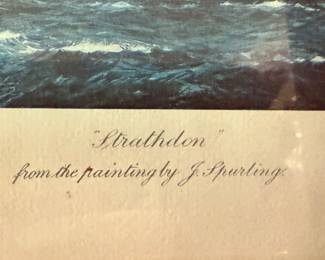 "Strathdon"
from the painting by J. Spurling.